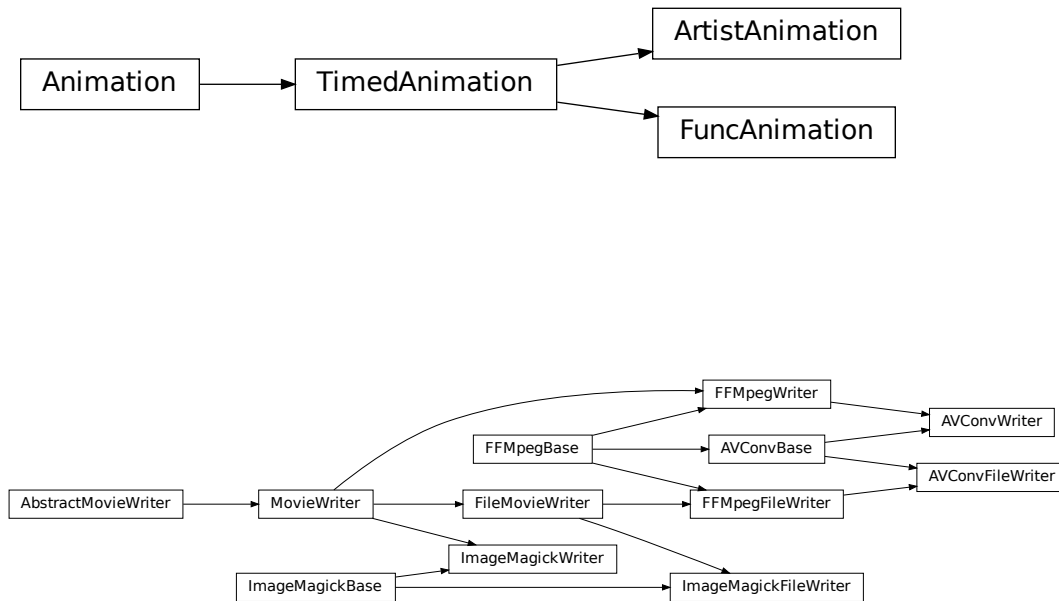 ArtistAnimation
Animation
TimedAnimation
FuncAnimation
FFMpegWriter
AVConvWriter
FFMpegBase
AVConvBase
AVConvFileWriter
AbstractMovieWriter
MovieWriter
FileMovieWriter
FFMpegFileWriter
ImageMagickWriter
ImageMagickBase
ImageMagickFileWriter